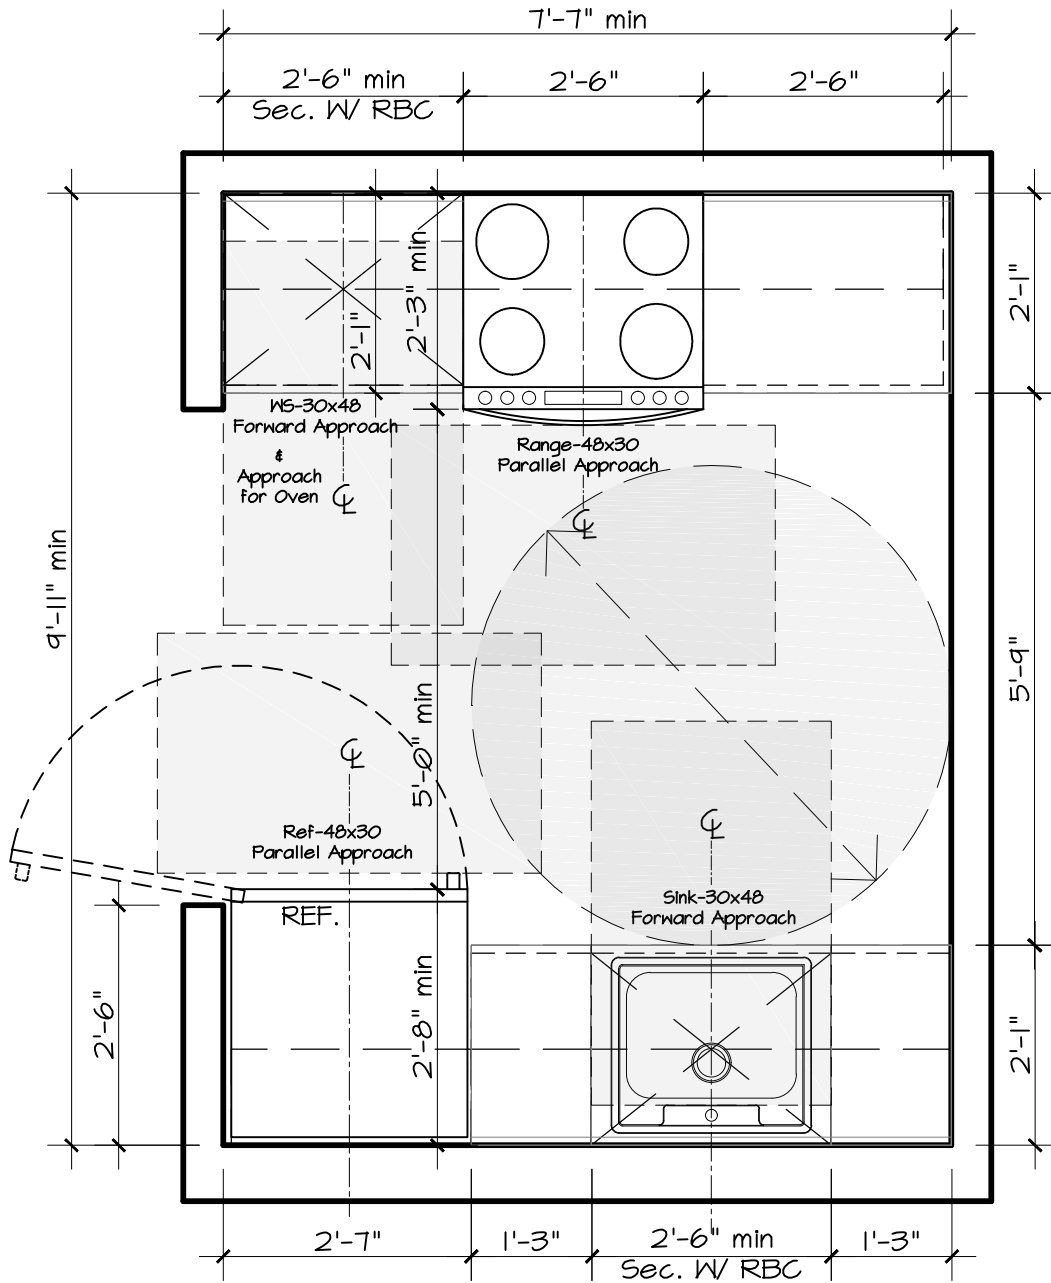 7'-7" min
2'-6" min
Sec. W/ RBC
2'-6"
2'-6"
2'-1"
2'-3" min
2'-1"
WS-30x48
Forward Approach
&
Approach
for Oven
℄
Range-48x30
Parallel Approach
℄
9'-11" min
5'-9"
5'-0" min
℄
Ref-48x30
Parallel Approach
℄
Sink-30x48
Forward Approach
REF.
2'-6"
2'-8" min
2'-1"
2'-7"
1'-3"
2'-6" min
Sec. W/ RBC
1'-3"